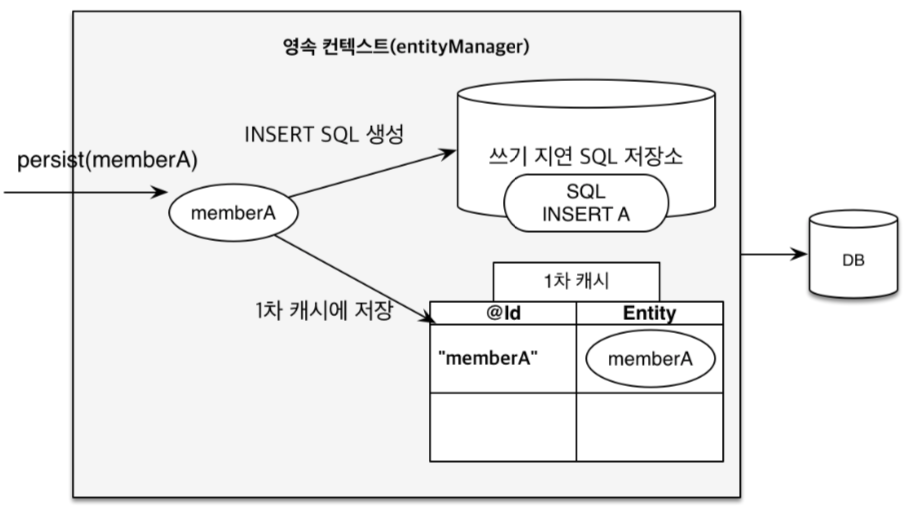 영속 컨텍스트(entityManager)
INSERT SQL 생성
persist(memberA)
쓰기 지연 SQL 저장소
SQL
INSERT A
memberA
DB
1차 캐시
1차 캐시에 저장
@Id Entity
"memberA" memberA